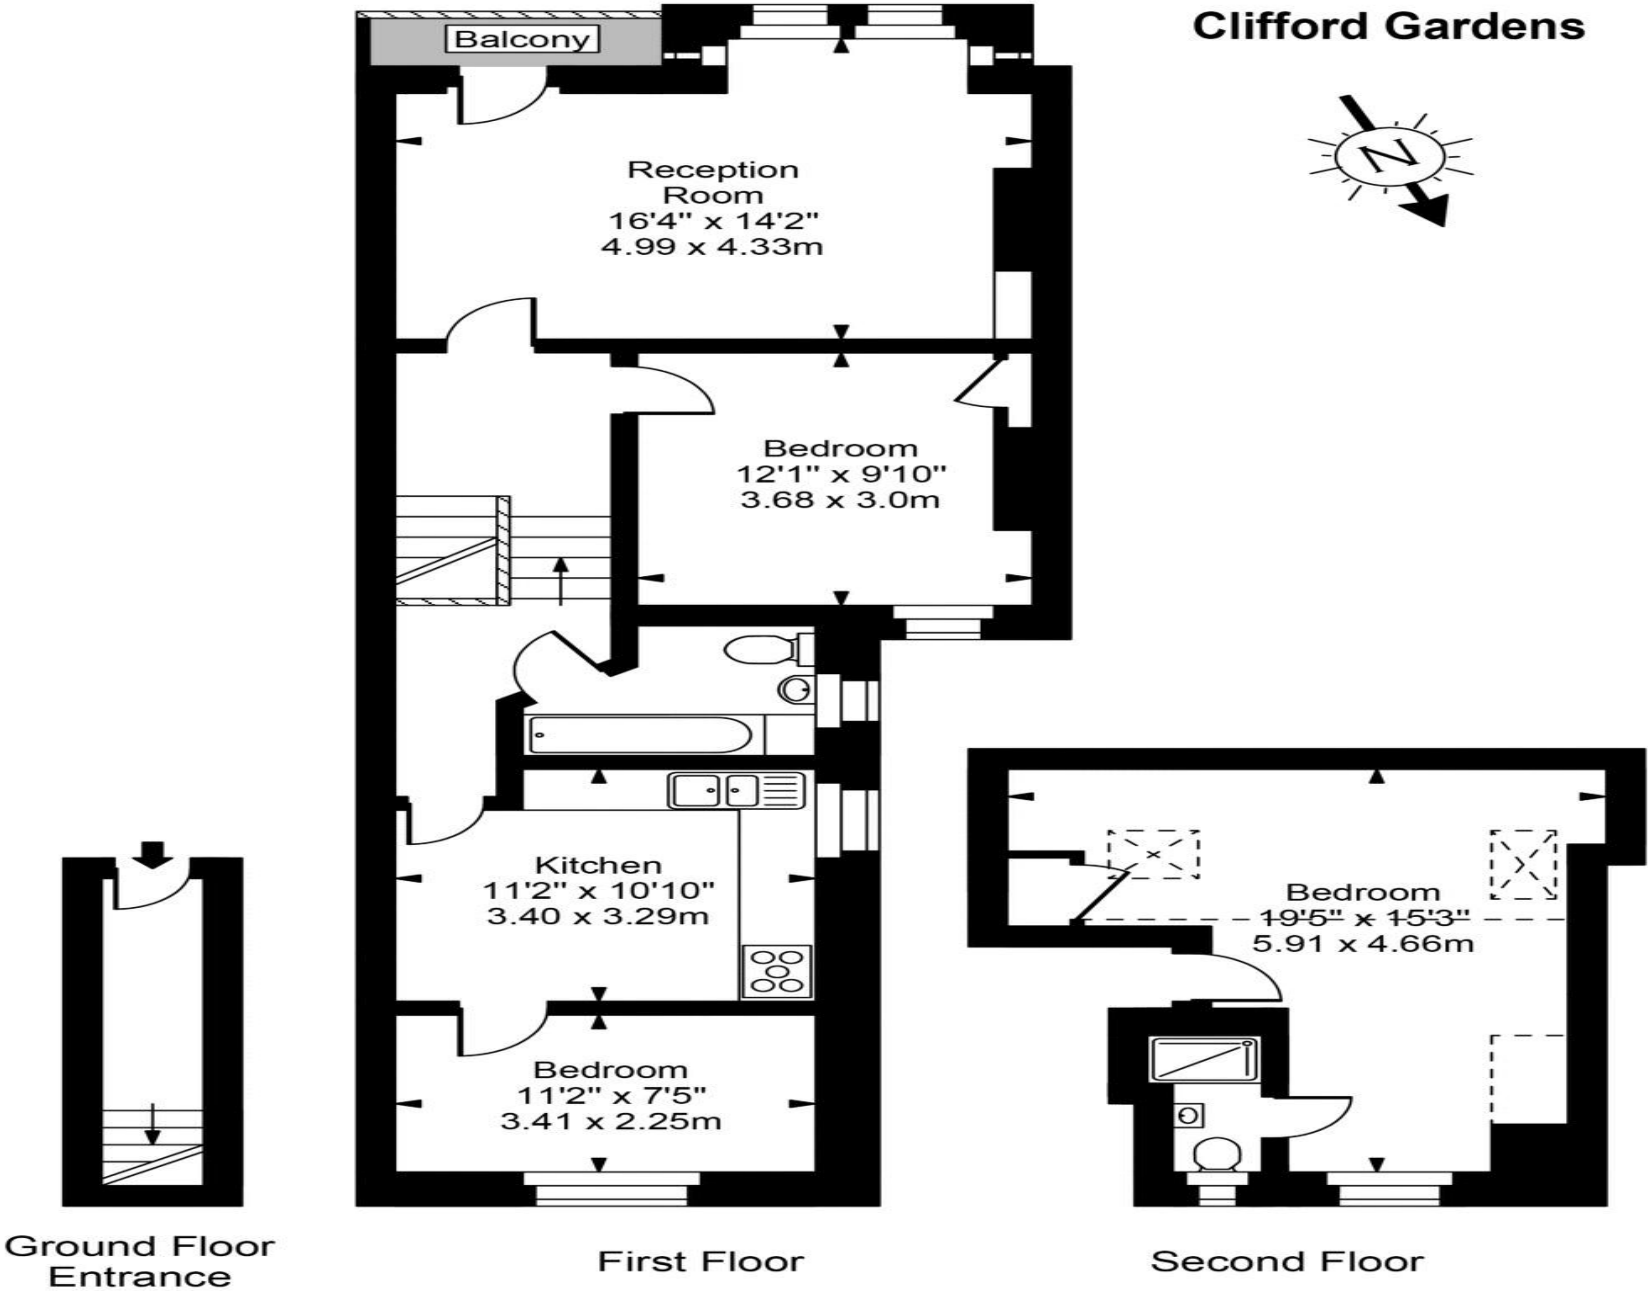 Clifford Gardens
N
Balcony
Reception
Room
16'4" x 14'2"
4.99 x 4.33m
Bedroom
12'1" x 9'10"
3.68 x 3.0m
Kitchen
11'2" x 10'10"
3.40 x 3.29m
Bedroom
11'2" x 7'5"
3.41 x 2.25m
Bedroom
19'5" x 15'3"
5.91 x 4.66m
Ground Floor
Entrance
First Floor
Second Floor